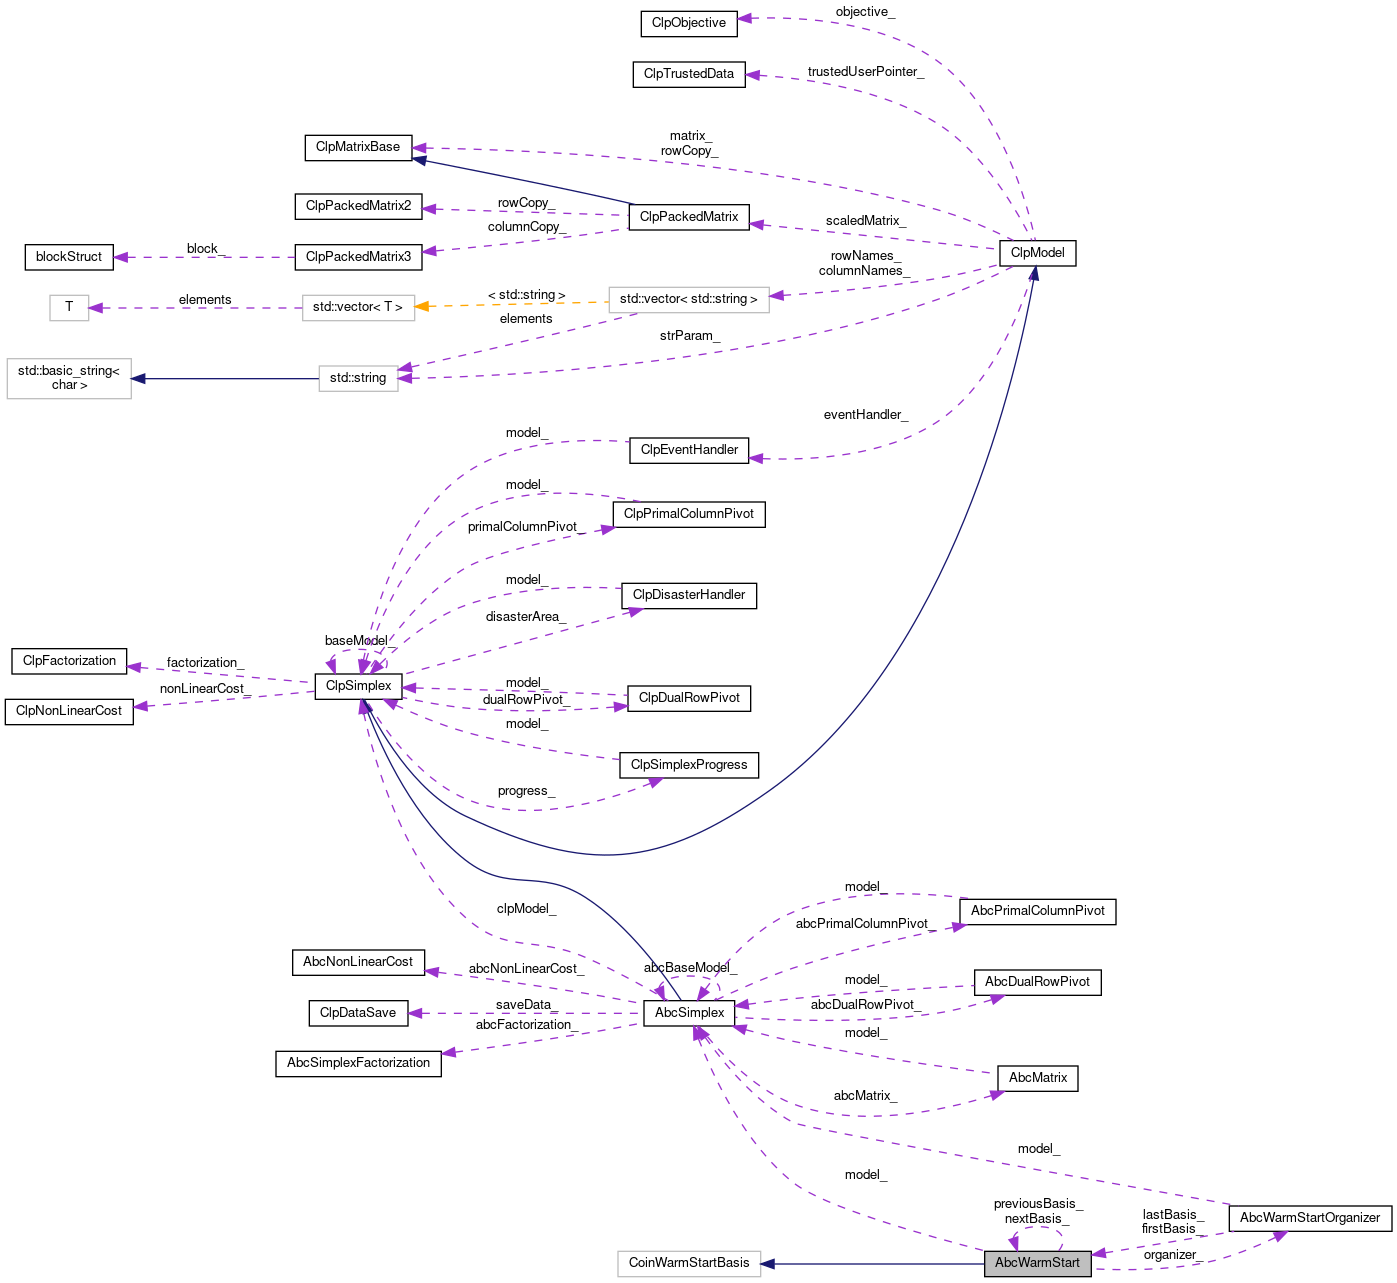 objective_
ClpObjective
trustedUserPointer_
ClpTrustedData
matrix_
rowCopy_
ClpMatrixBase
rowCopy_
ClpPackedMatrix2
ClpPackedMatrix
scaledMatrix_
columnCopy_
ClpModel
block_
blockStruct
ClpPackedMatrix3
rowNames_
columnNames_
< std::string >
elements
T
std::vector< T >
std::vector< std::string >
elements
strParam_
std::basic_string<
char >
std::string
eventHandler_
model_
ClpEventHandler
model_
ClpPrimalColumnPivot
primalColumnPivot_
model_
ClpDisasterHandler
disasterArea_
baseModel_
ClpFactorization
factorization_
ClpSimplex
model_
nonLinearCost_
dualRowPivot_
ClpDualRowPivot
ClpNonLinearCost
model_
ClpSimplexProgress
progress_
model_
clpModel_
AbcPrimalColumnPivot
abcPrimalColumnPivot_
AbcNonLinearCost
abcNonLinearCost_
abcBaseModel_
model_
AbcDualRowPivot
saveData_
abcDualRowPivot_
ClpDataSave
AbcSimplex
abcFactorization_
model_
AbcSimplexFactorization
AbcMatrix
abcMatrix_
model_
model_
previousBasis_
nextBasis_
lastBasis_
firstBasis_
AbcWarmStartOrganizer
organizer_
CoinWarmStartBasis
AbcWarmStart